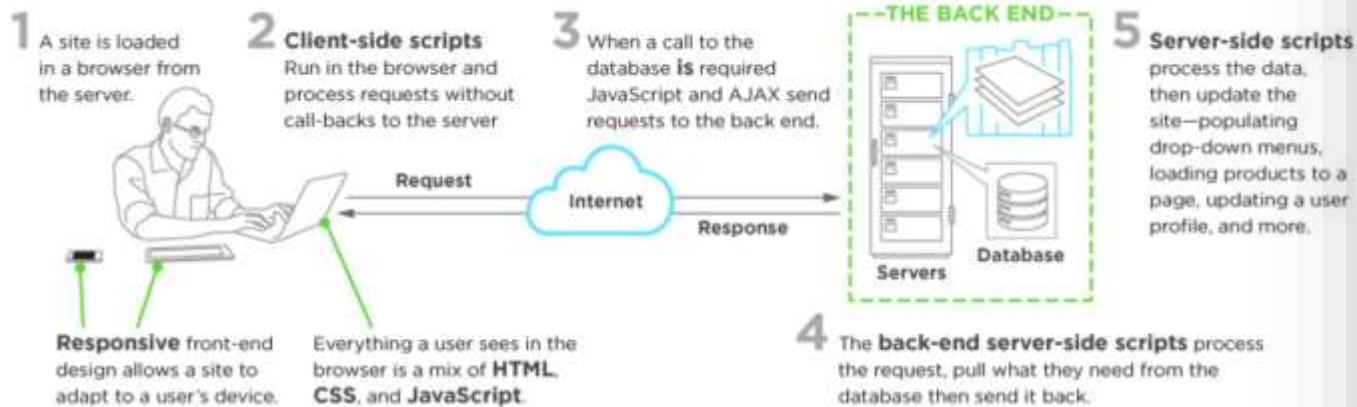 1
A site is loaded
in a browser from
the server.
2
Client-side scripts
Run in the browser and
process requests without
call-backs to the server
3
When a call to the
database is required
JavaScript and AJAX send
requests to the back end.
THE BACK END
5
Server-side scripts
process the data,
then update the
site—populating
drop-down menus,
loading products to a
page, updating a user
profile, and more.
Request
Internet
Response
Servers
Database
Responsive front-end
design allows a site to
adapt to a user's device.
Everything a user sees in the
browser is a mix of HTML,
CSS, and JavaScript.
4
The back-end server-side scripts process
the request, pull what they need from the
database then send it back.